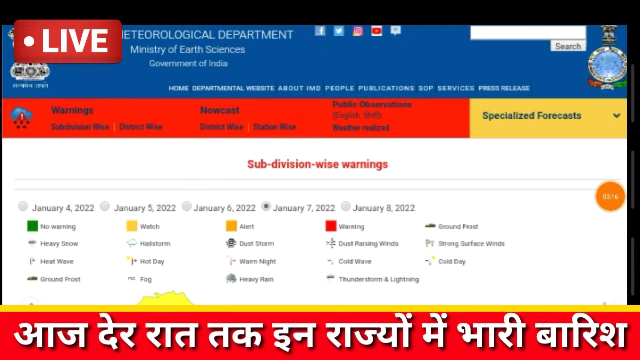 LIVE
METEOROLOGICAL DEPARTMENT
Ministry of Earth Sciences
Government of India
सत्यमेव जयते
Search
HOME DEPARTMENTAL WEBSITE ABOUT IMD PEOPLE PUBLICATIONS SOP SERVICES PRESS RELEASE
Warnings
Subdivision Wise | District Wise
Nowcast
District Wise | Station Wise
Public Observations
(English हिन्दी)
Weather realized
Specialized Forecasts
Sub-division-wise warnings
03:16
January 4, 2022 January 5, 2022 January 6, 2022 January 7, 2022 January 8, 2022
No warning Watch Alert Warning Ground Frost
Heavy Snow Hailstorm Dust Storm Dust Raising Winds Strong Surface Winds
Heat Wave Hot Day Warm Night Cold Wave Cold Day
Ground Frost Fog Heavy Rain Thunderstorm & Lightning
आज देर रात तक इन राज्यों में भारी बारिश